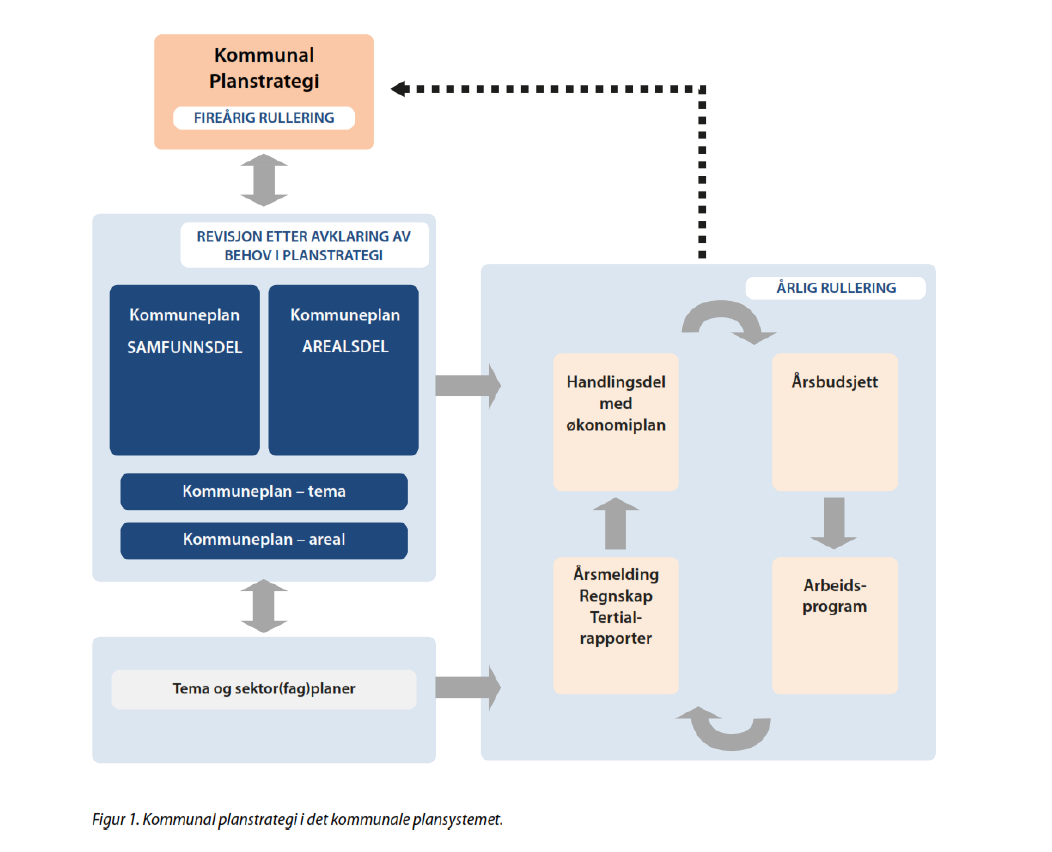 Kommunal
Planstrategi
FIREÅRIG RULLERING
REVISJON ETTER AVKLARING AV
BEHOV I PLANSTRATEGI
Kommuneplan
SAMFUNNSDEL
Kommuneplan
AREALSDEL
Kommuneplan – tema
Kommuneplan – areal
Tema og sektor(fag)planer
ÅRLIG RULLERING
Handlingsdel
med
økonomiplan
Årsbudsjett
Årsmelding
Regnskap
Tertial-
rapporter
Arbeids-
program
Figur 1. Kommunal planstrategi i det kommunale plansystemet.